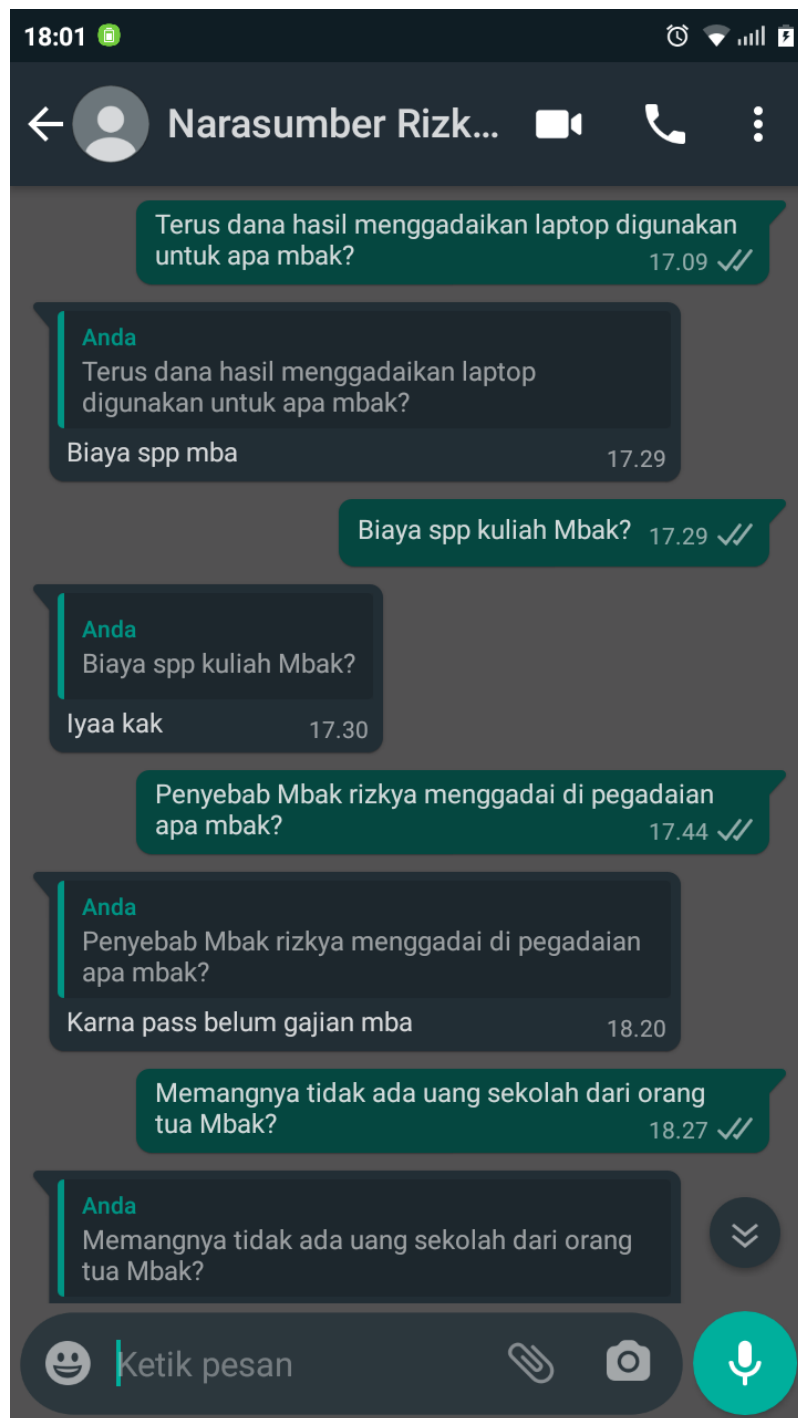 18:01
Narasumber Rizk...
Terus dana hasil menggadaikan laptop digunakan
untuk apa mbak?
17.09
Anda
Terus dana hasil menggadaikan laptop
digunakan untuk apa mbak?
Biaya spp mba
17.29
Biaya spp kuliah Mbak?
17.29
Anda
Biaya spp kuliah Mbak?
Iyaa kak
17.30
Penyebab Mbak rizkya menggadai di pegadaian
apa mbak?
17.44
Anda
Penyebab Mbak rizkya menggadai di pegadaian
apa mbak?
Karna pass belum gajian mba
18.20
Memangnya tidak ada uang sekolah dari orang
tua Mbak?
18.27
Anda
Memangnya tidak ada uang sekolah dari orang
tua Mbak?
Ketik pesan